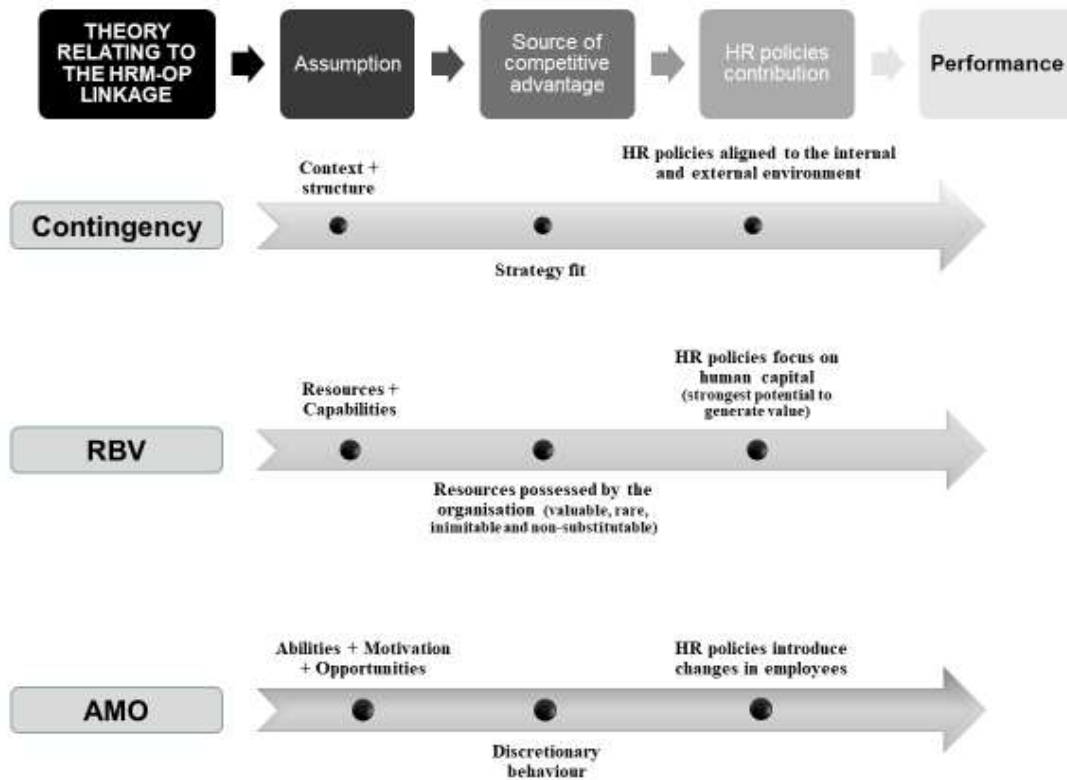 THEORY
RELATING TO
THE HRM-OP
LINKAGE
Assumption
Source of
competitive
advantage
HR policies
contribution
Performance
Contingency
Context +
structure
Strategy fit
HR policies aligned to the internal
and external environment
RBV
Resources +
Capabilities
Resources possessed by the
organisation (valuable, rare,
inimitable and non-substitutable)
HR policies focus on
human capital
(strongest potential to
generate value)
AMO
Abilities + Motivation
+ Opportunities
Discretionary
behaviour
HR policies introduce
changes in employees